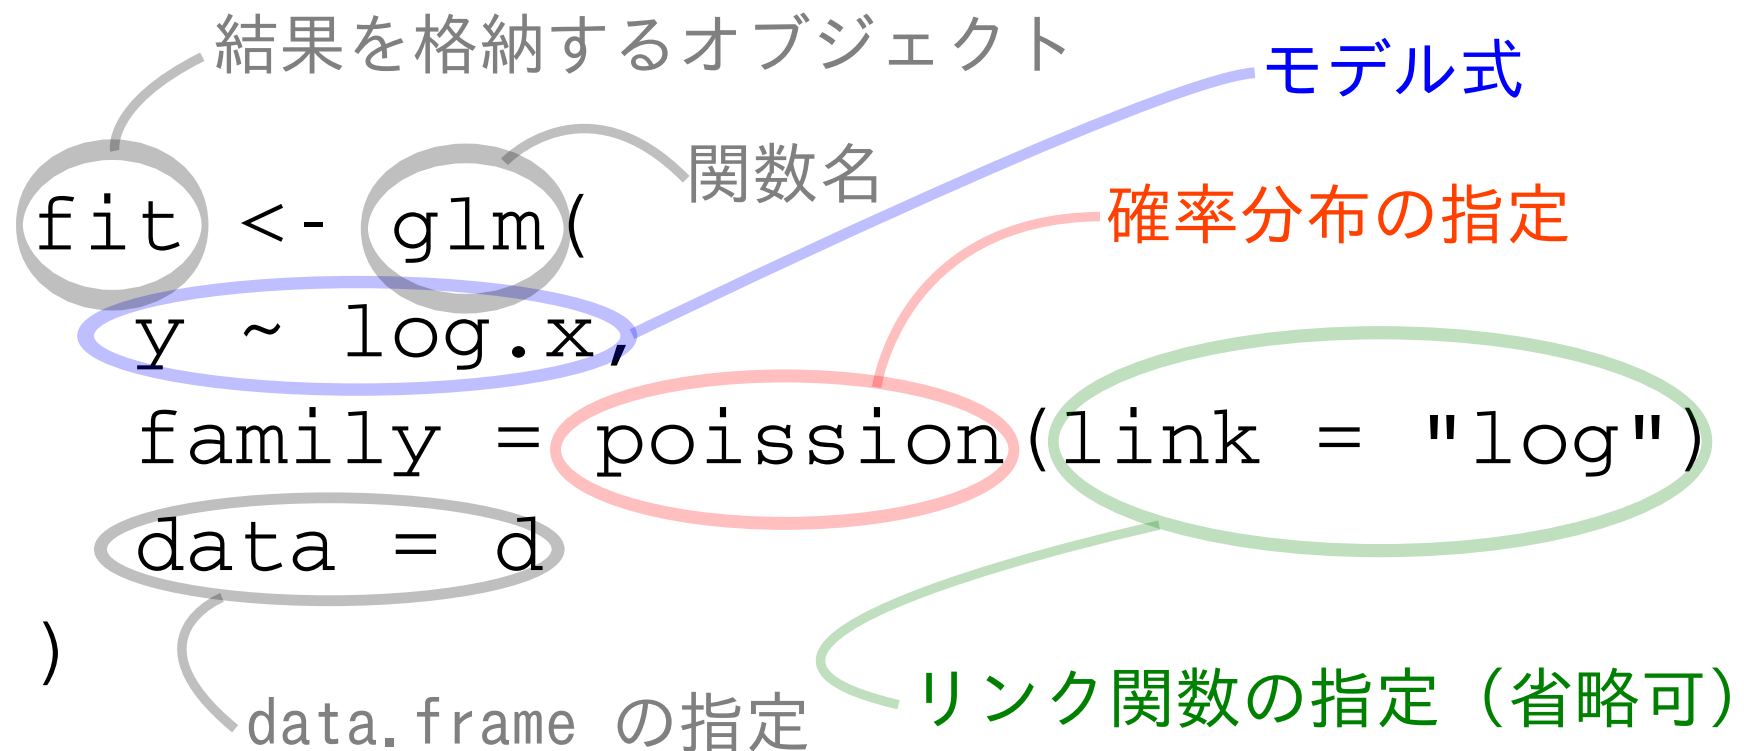 結果を格納するオブジェクト
モデル式
関数名
fit <- glm(
確率分布の指定
y ~ log.x,
family = poission(link = "log")
data = d
)
リンク関数の指定（省略可）
data.frame の指定